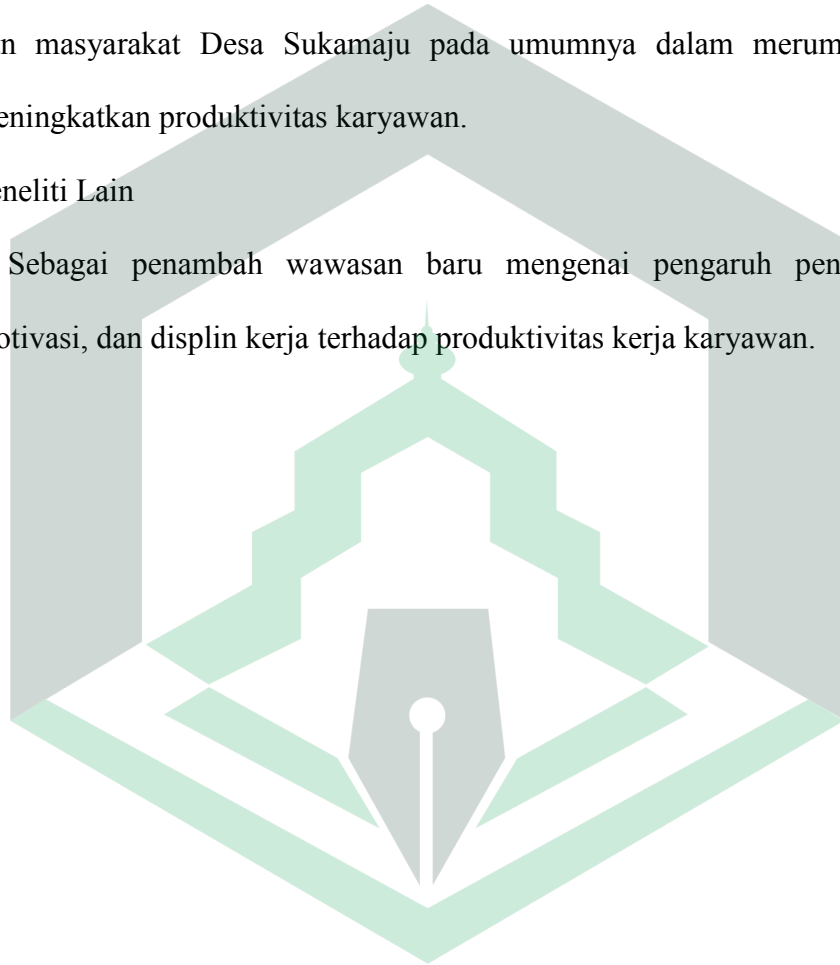 n masyarakat Desa Sukamaju pada umumnya dalam merum
eningkatkan produktivitas karyawan.
eneliti Lain
Sebagai penambah wawasan baru mengenai pengaruh pen
otivasi, dan displin kerja terhadap produktivitas kerja karyawan.